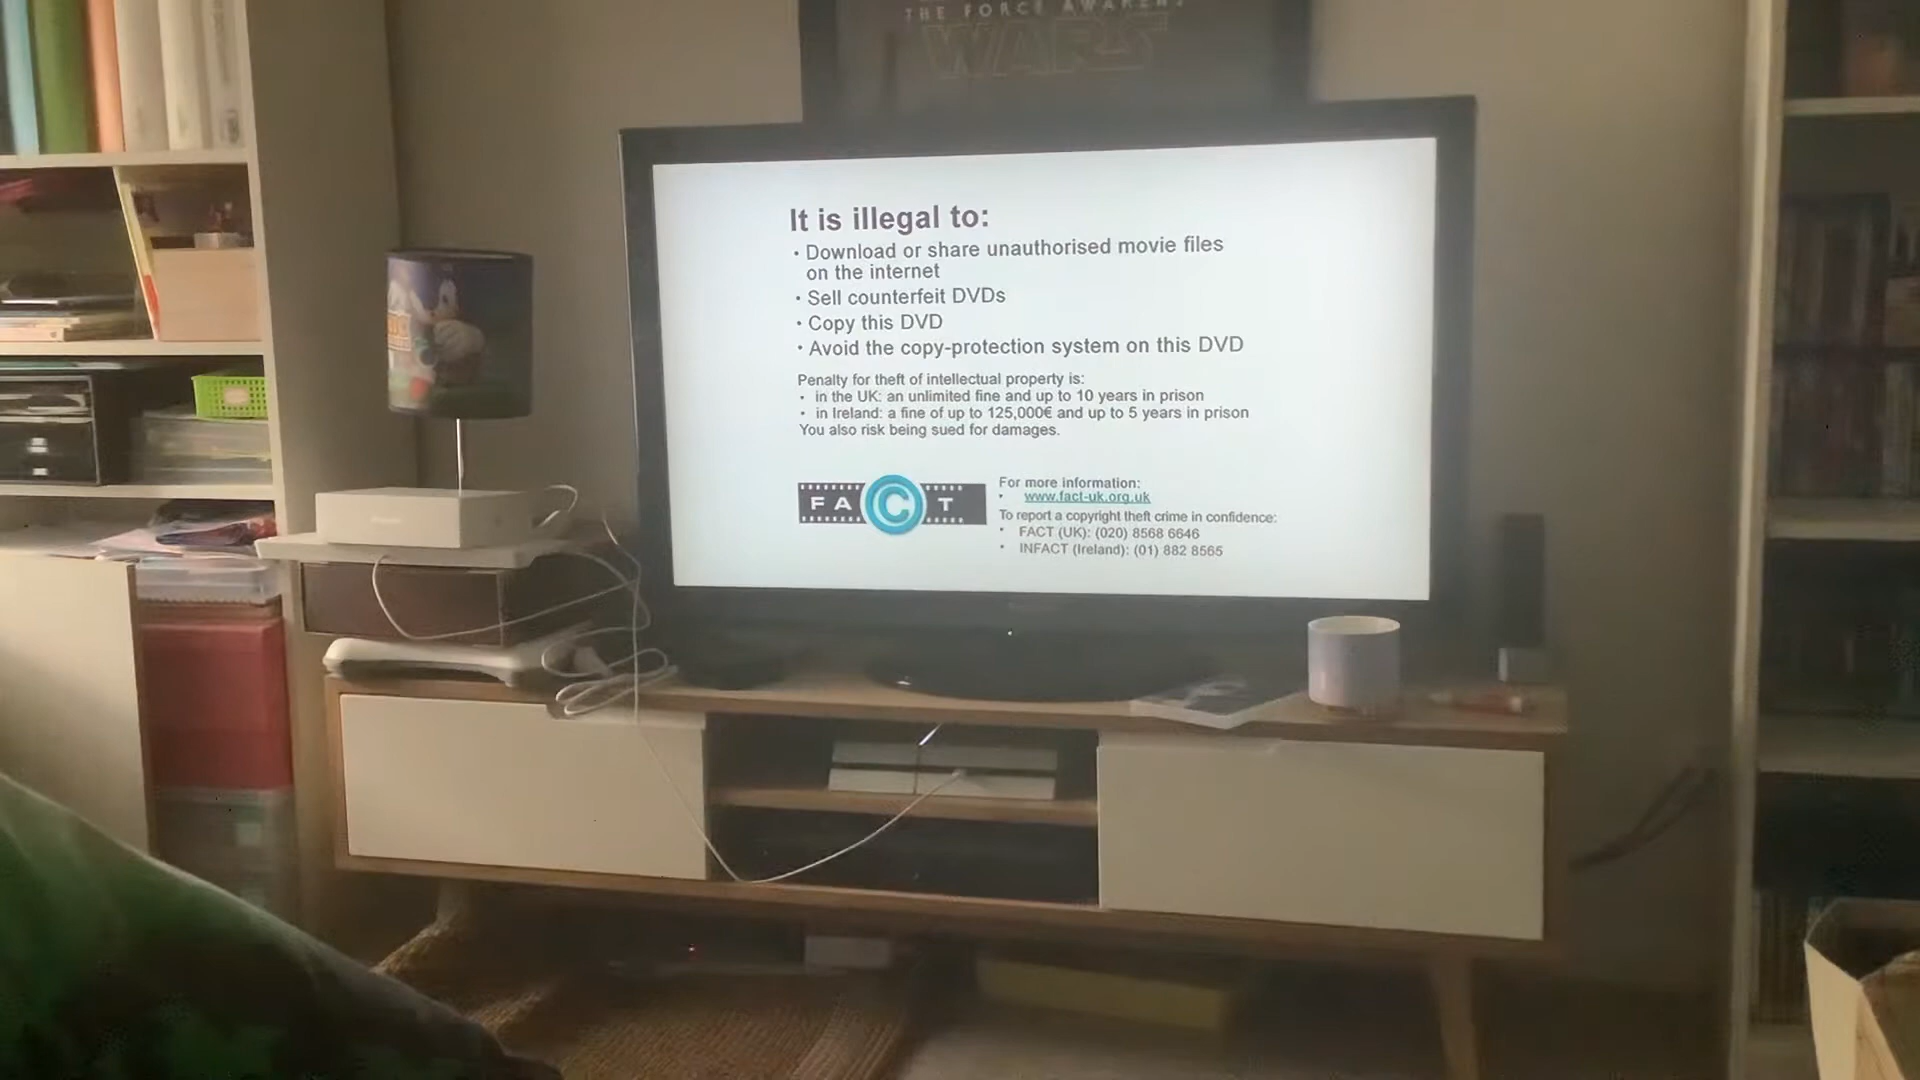 THE FORCE AWAKENS
WARS
It is illegal to:
• Download or share unauthorised movie files
on the internet
• Sell counterfeit DVDs
• Copy this DVD
• Avoid the copy-protection system on this DVD
Penalty for theft of intellectual property is:
• in the UK: an unlimited fine and up to 10 years in prison
• in Ireland: a fine of up to 125,000€ and up to 5 years in prison
You also risk being sued for damages.
FACT
For more information:
• www.fact-uk.org.uk
To report a copyright theft crime in confidence:
• FACT (UK): (020) 8568 6646
• INFACT (Ireland): (01) 882 8565